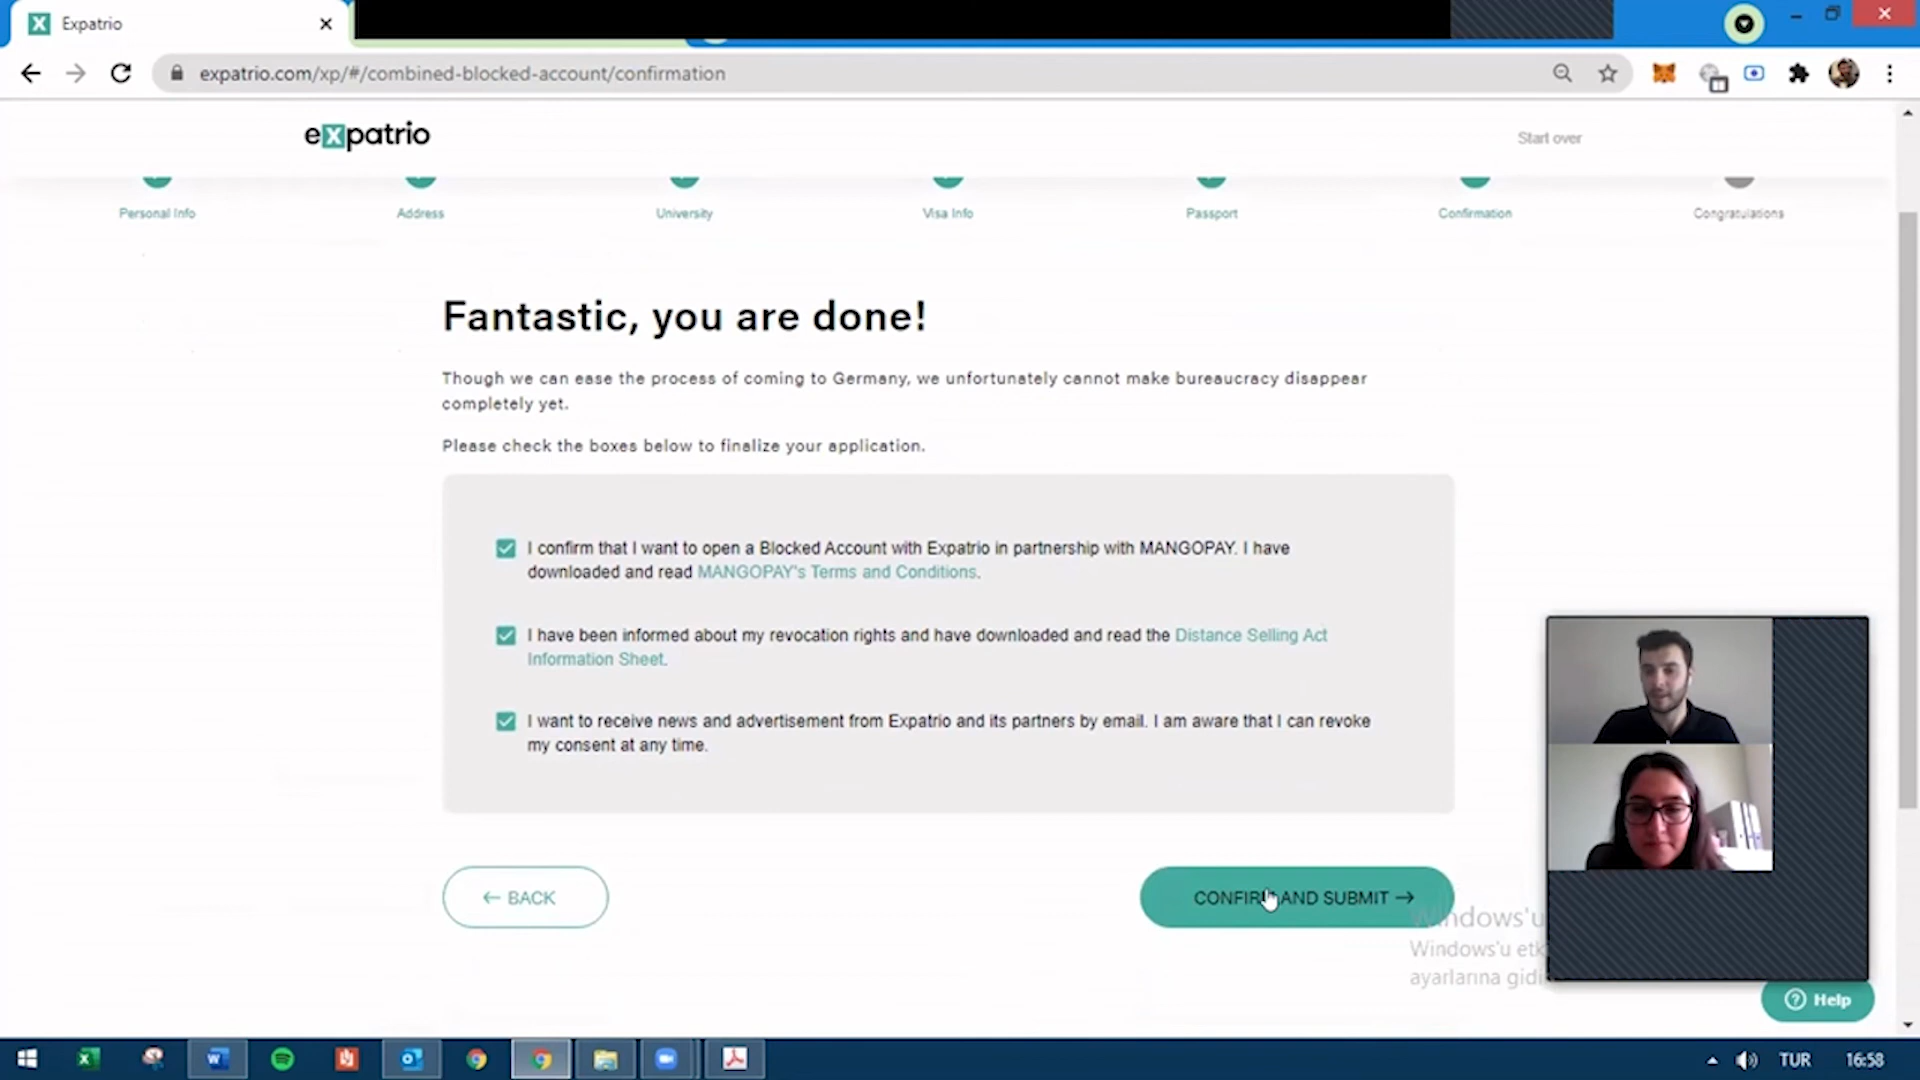 Expatrio
expatrio.com/xp/#/combined-blocked-account/confirmation
expatrio
Start over
Personal Info
Address
University
Visa Info
Passport
Confirmation
Congratulations
Fantastic, you are done!
Though we can ease the process of coming to Germany, we unfortunately cannot make bureaucracy disappear
completely yet.
Please check the boxes below to finalize your application.
I confirm that I want to open a Blocked Account with Expatrio in partnership with MANGOPAY. I have
downloaded and read MANGOPAY's Terms and Conditions.
I have been informed about my revocation rights and have downloaded and read the Distance Selling Act
Information Sheet.
I want to receive news and advertisement from Expatrio and its partners by email. I am aware that I can revoke
my consent at any time.
← BACK
CONFIRM AND SUBMIT →
Windows'u
Windows'u
ayarlarına
Help
TUR
16:58